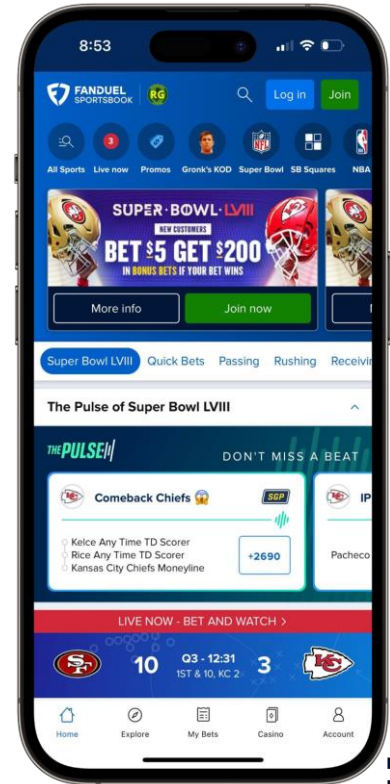 8:53
FANDUEL
SPORTSBOOK
RG
Log in
Join
3
NFL
All Sports
Live now
Promos
Gronk's KOD
Super Bowl
SB Squares
NBA
SUPER·BOWL·LVIII
NEW CUSTOMERS
BET $5 GET $200
IN BONUS BETS IF YOUR BET WINS
More info
Join now
Super Bowl LVIII
Quick Bets
Passing
Rushing
Receivin
The Pulse of Super Bowl LVIII
THE PULSE
DON'T MISS A BEAT
Comeback Chiefs 😱
SGP
IP
Kelce Any Time TD Scorer
Rice Any Time TD Scorer
Kansas City Chiefs Moneyline
+2690
Pacheco
LIVE NOW - BET AND WATCH >
SF
10
Q3 - 12:31
1ST & 10, KC 2
3
KC
Home
Explore
My Bets
Casino
Account